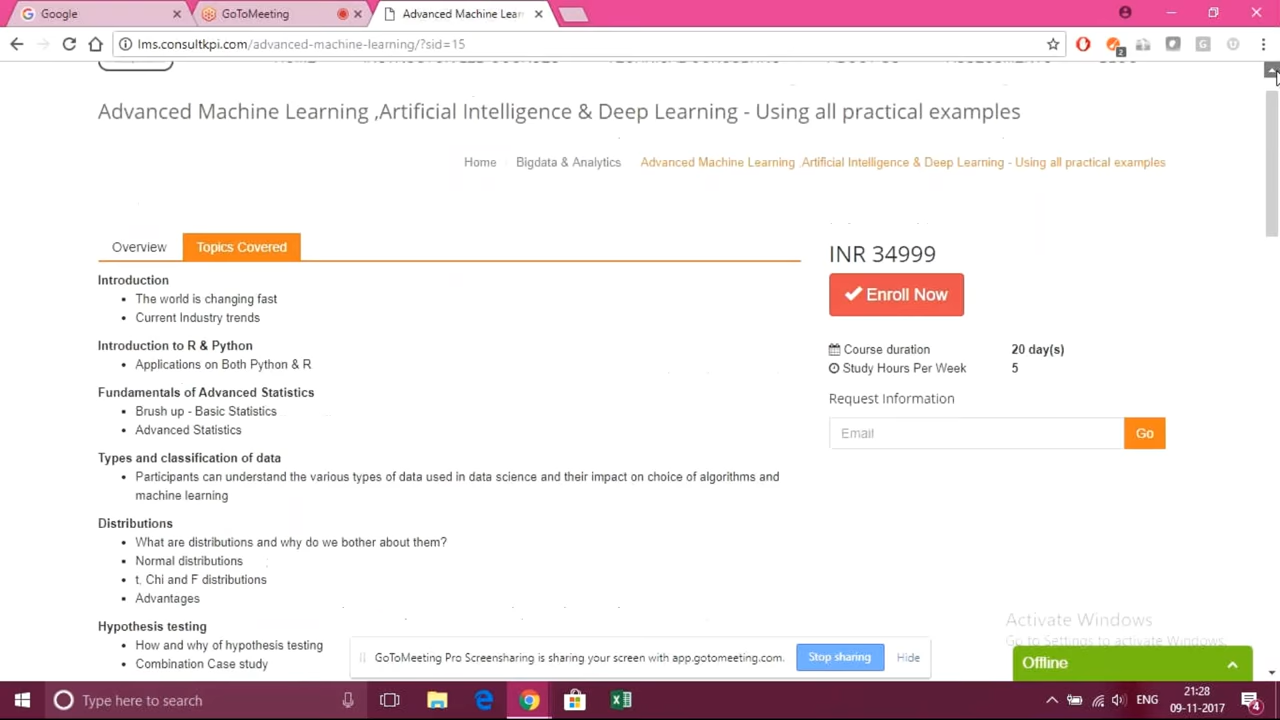 Google
GoToMeeting
Advanced Machine Lear
lms.consultkpi.com/advanced-machine-learning/?sid=15
2
Advanced Machine Learning ,Artificial Intelligence & Deep Learning - Using all practical examples
Home Bigdata & Analytics Advanced Machine Learning ,Artificial Intelligence & Deep Learning - Using all practical examples
Overview Topics Covered
INR 34999
Enroll Now
Introduction
The world is changing fast
Current Industry trends
Introduction to R & Python
Applications on Both Python & R
Course duration 20 day(s)
Study Hours Per Week 5
Request Information
Email Go
Fundamentals of Advanced Statistics
Brush up - Basic Statistics
Advanced Statistics
Types and classification of data
Participants can understand the various types of data used in data science and their impact on choice of algorithms and
machine learning
Distributions
What are distributions and why do we bother about them?
Normal distributions
t, Chi and F distributions
Advantages
Hypothesis testing
How and why of hypothesis testing
Combination Case study
Activate Windows
Go to Settings to activate Windows.
GoToMeeting Pro Screensharing is sharing your screen with app.gotomeeting.com. Stop sharing Hide
Offline
Type here to search
ENG
21:28
09-11-2017
4